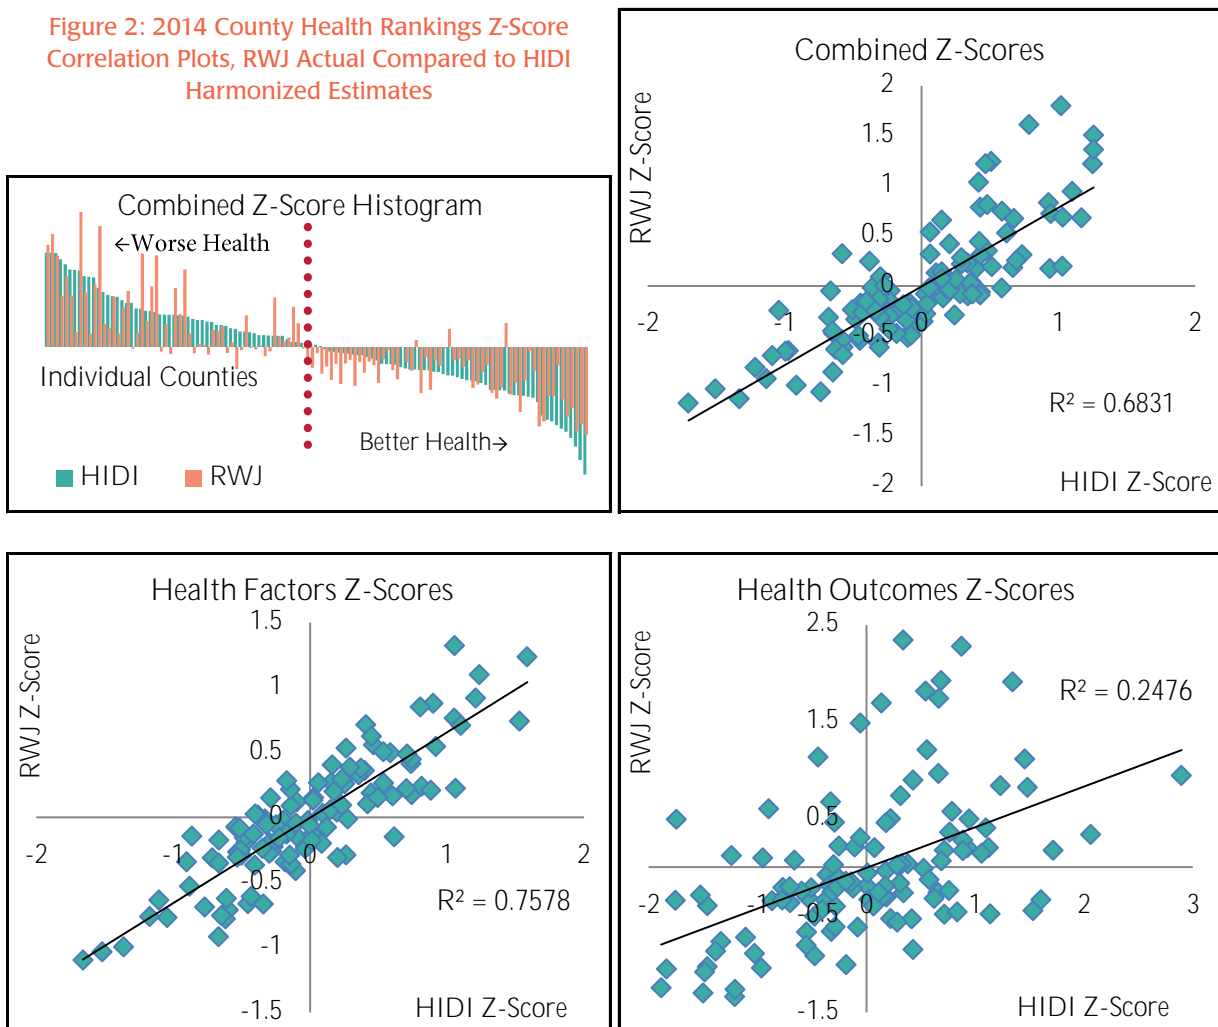 Figure 2: 2014 County Health Rankings Z-Score
Correlation Plots, RWJ Actual Compared to HIDI
Harmonized Estimates
Combined Z-Score Histogram
←Worse Health
Individual Counties
Better Health→
HIDI RWJ
Combined Z-Scores
RWJ Z-Score
2
1.5
1
0.5
0
-2 -1 0 1 2
-0.5
-1
R² = 0.6831
-1.5
-2
HIDI Z-Score
Health Factors Z-Scores
RWJ Z-Score
1.5
1
0.5
0
-2 -1 0 1 2
-0.5
R² = 0.7578
-1
-1.5
HIDI Z-Score
Health Outcomes Z-Scores
RWJ Z-Score
2.5
R² = 0.2476
1.5
0.5
-2 -1 0 1 2 3
-0.5
-1.5
HIDI Z-Score